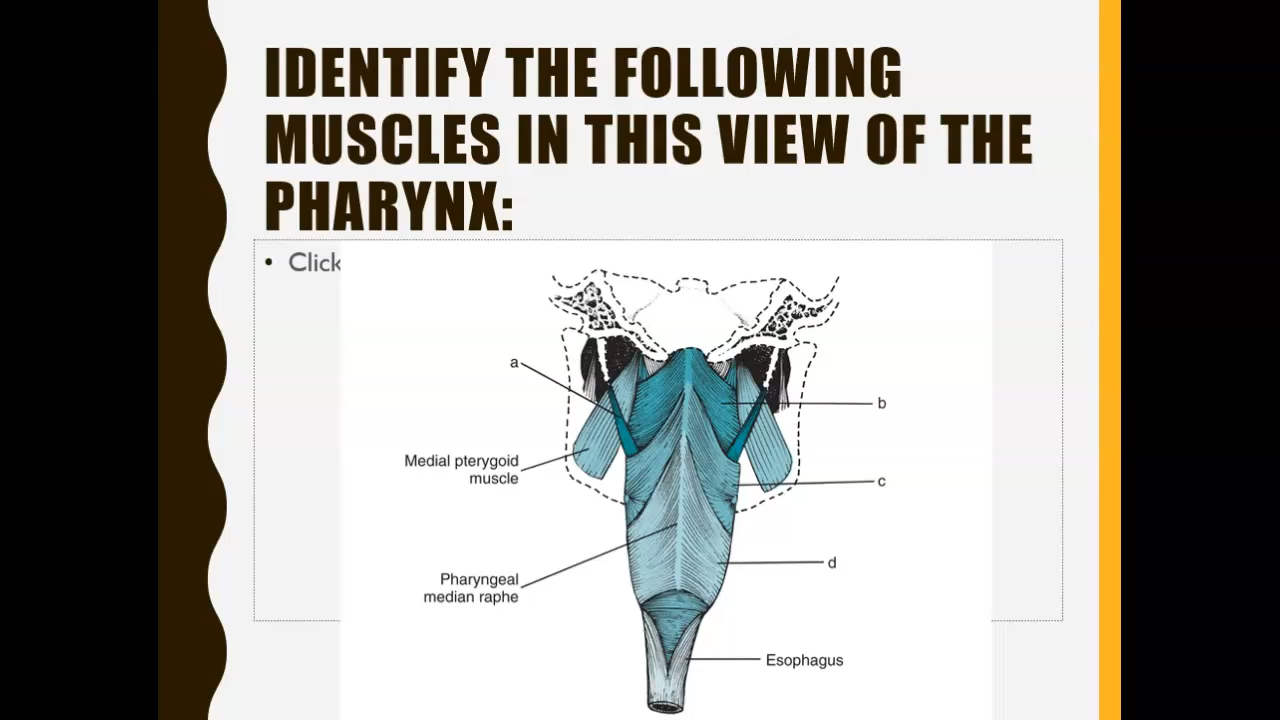 IDENTIFY THE FOLLOWING
MUSCLES IN THIS VIEW OF THE
PHARYNX:
• Click
a
b
Medial pterygoid
muscle
c
d
Pharyngeal
median raphe
Esophagus